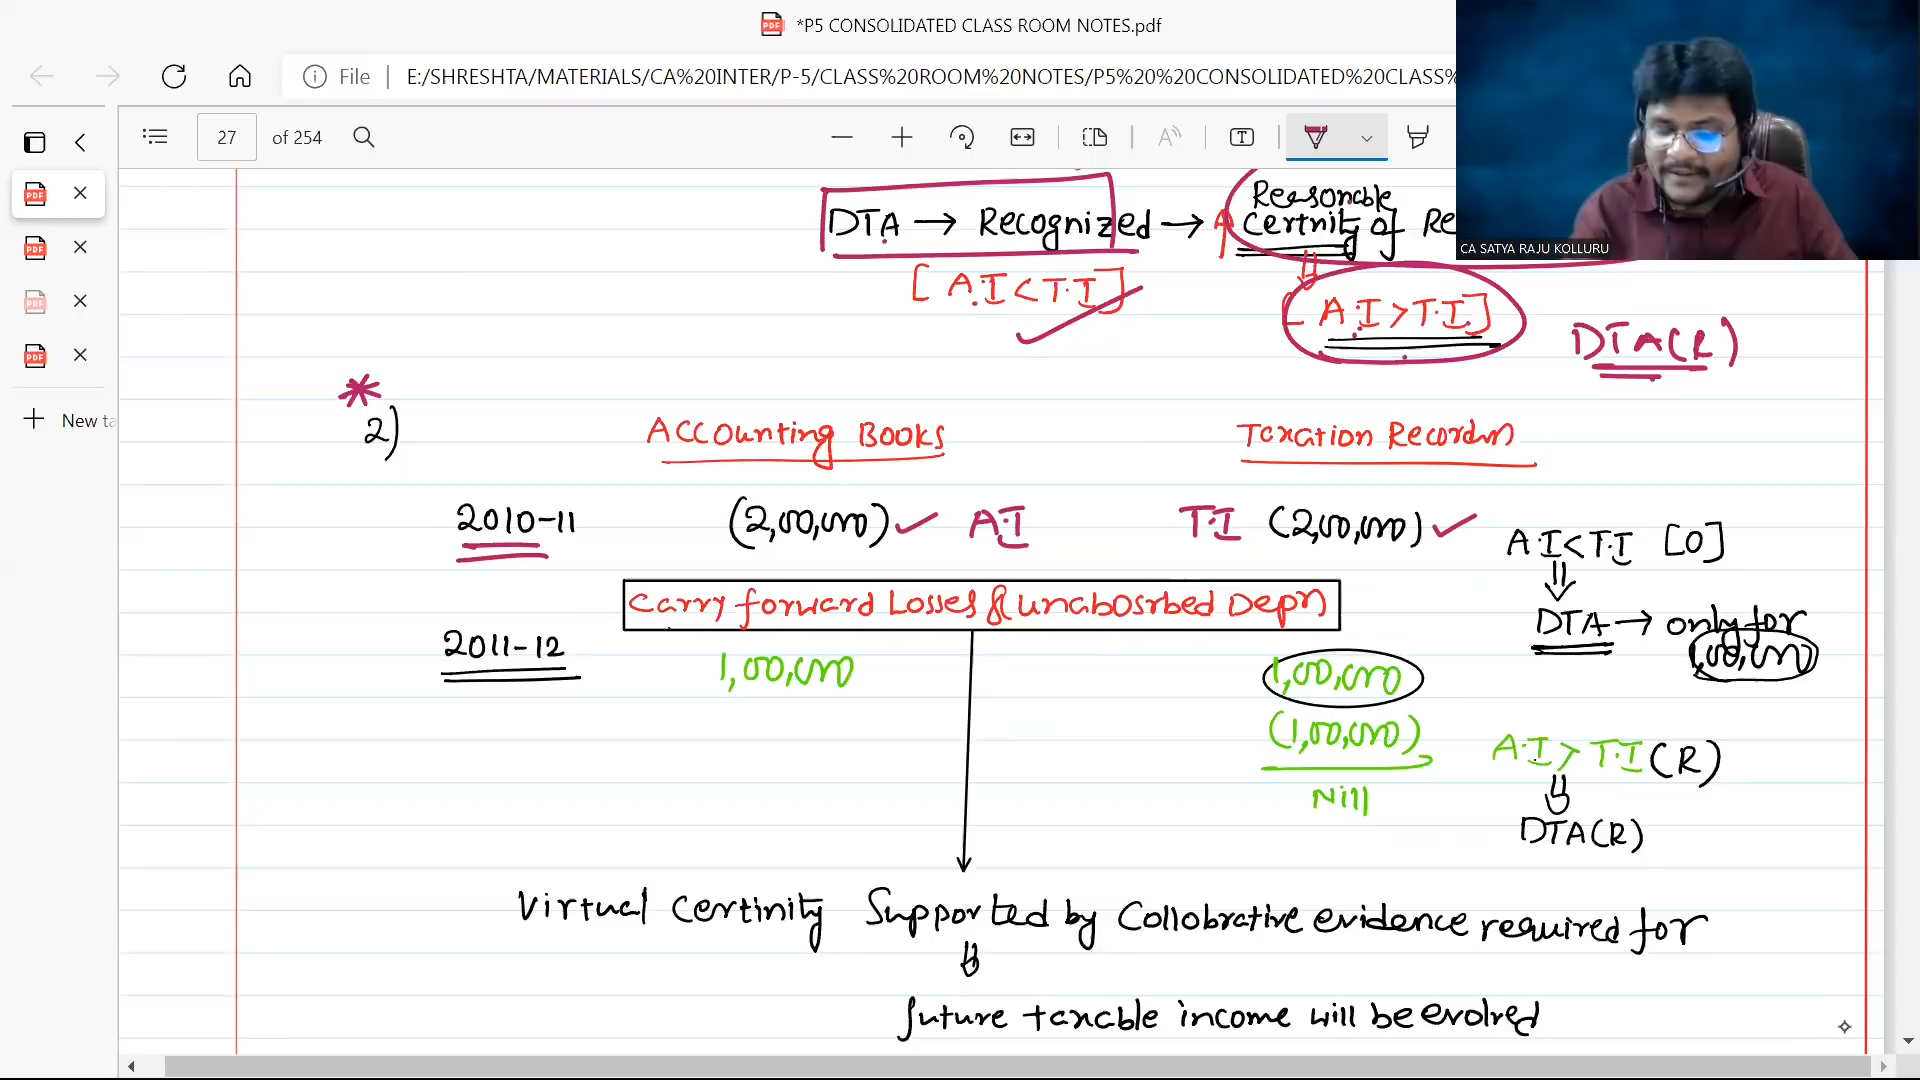 *P5 CONSOLIDATED CLASS ROOM NOTES.pdf
File E:/SHRESHTA/MATERIALS/CA%20INTER/P-5/CLASS%20ROOM%20NOTES/P5%20%20CONSOLIDATED%20CLASS%
27 of 254
New ta
CA SATYA RAJU KOLLURU
DTA → Recognized → Reasonable certnity of Re
[A.I<T.I] [A.I>T.I] DTA(R)
* 2) Accounting Books Taxation Records
2010-11 (2,00,000) ✓ A.I T.I (2,00,000) ✓ A.I<T.I [O]
Carry forward Losses & unabosrbed Depn DTA → only for 1,00,000
2011-12 1,00,000 1,00,000
(1,00,000) A.I>T.I (R)
Nill DTA(R)
Virtual certinity Supported by Collobrative evidence required for
future taxable income will be evolved